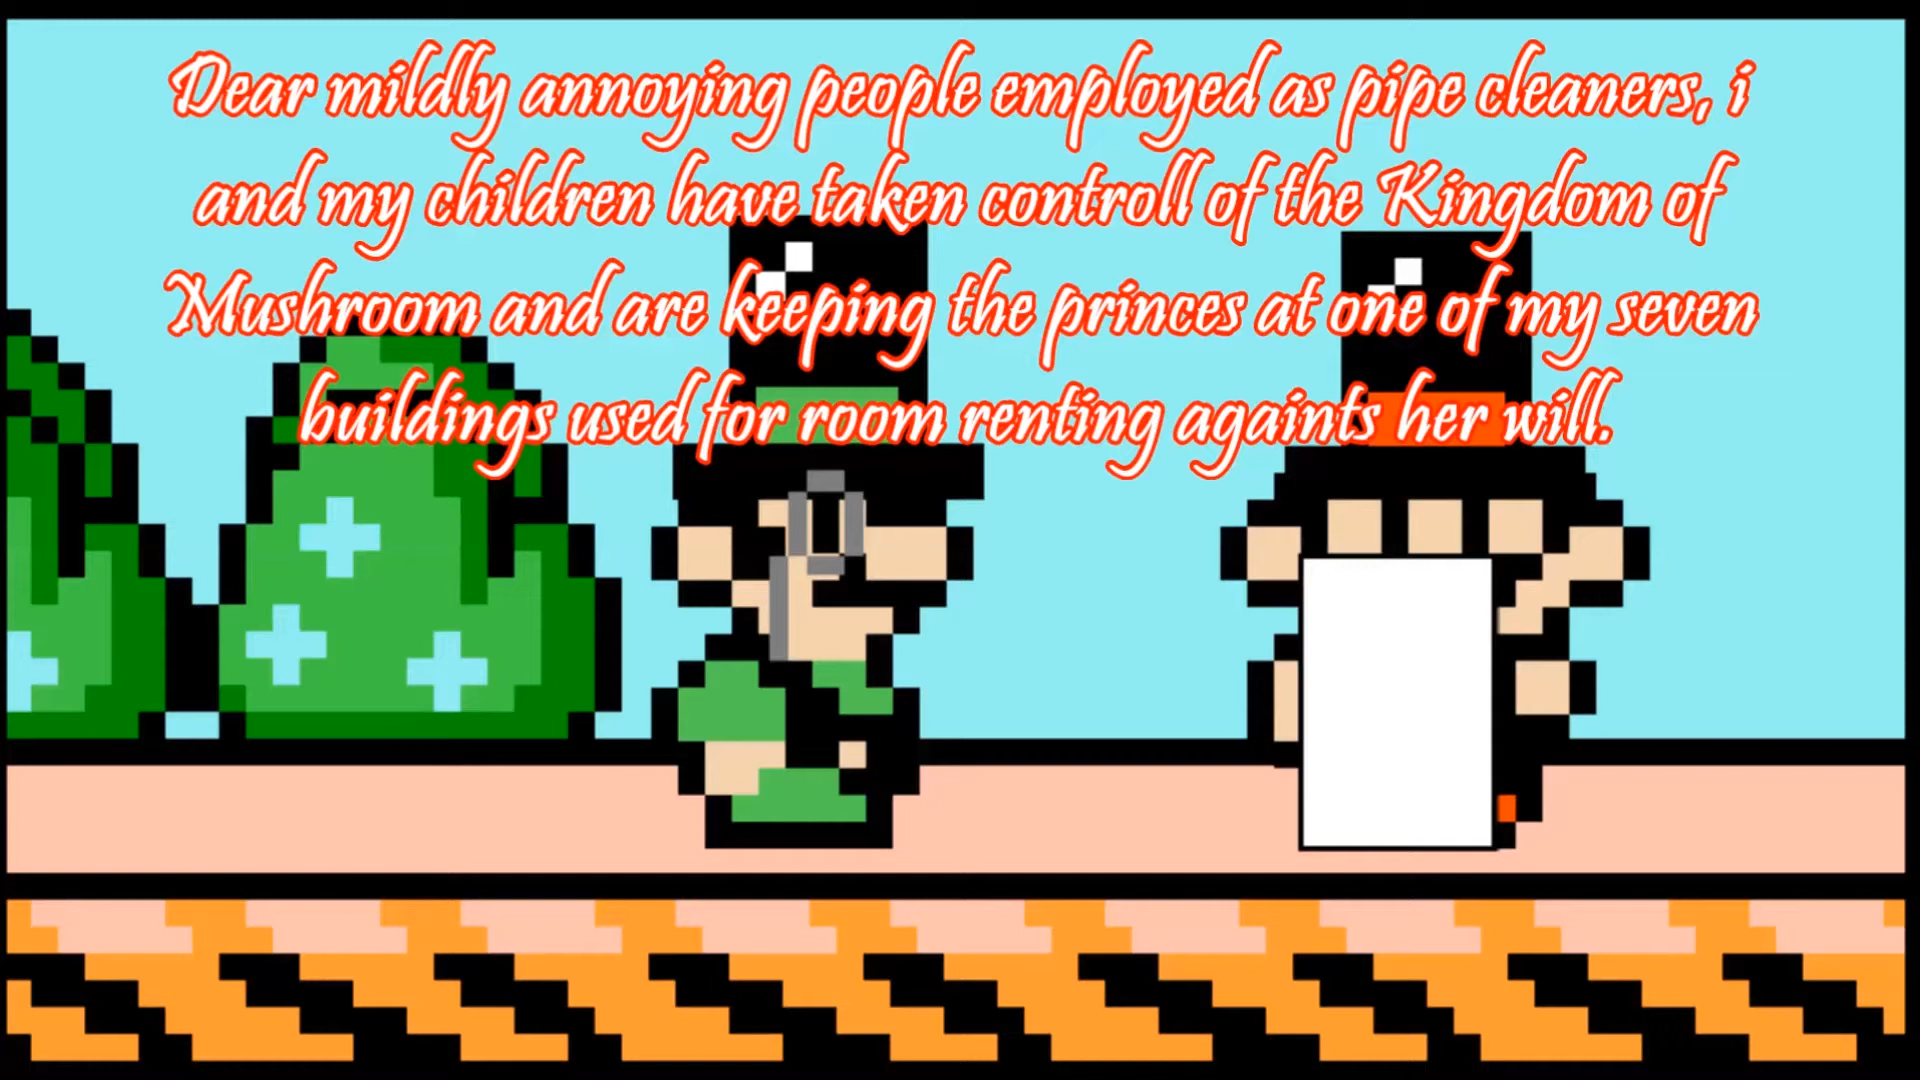 Dear mildly annoying people employed as pipe cleaners, i
and my children have taken controll of the Kingdom of
Mushroom and are keeping the princes at one of my seven
buildings used for room renting againts her will.